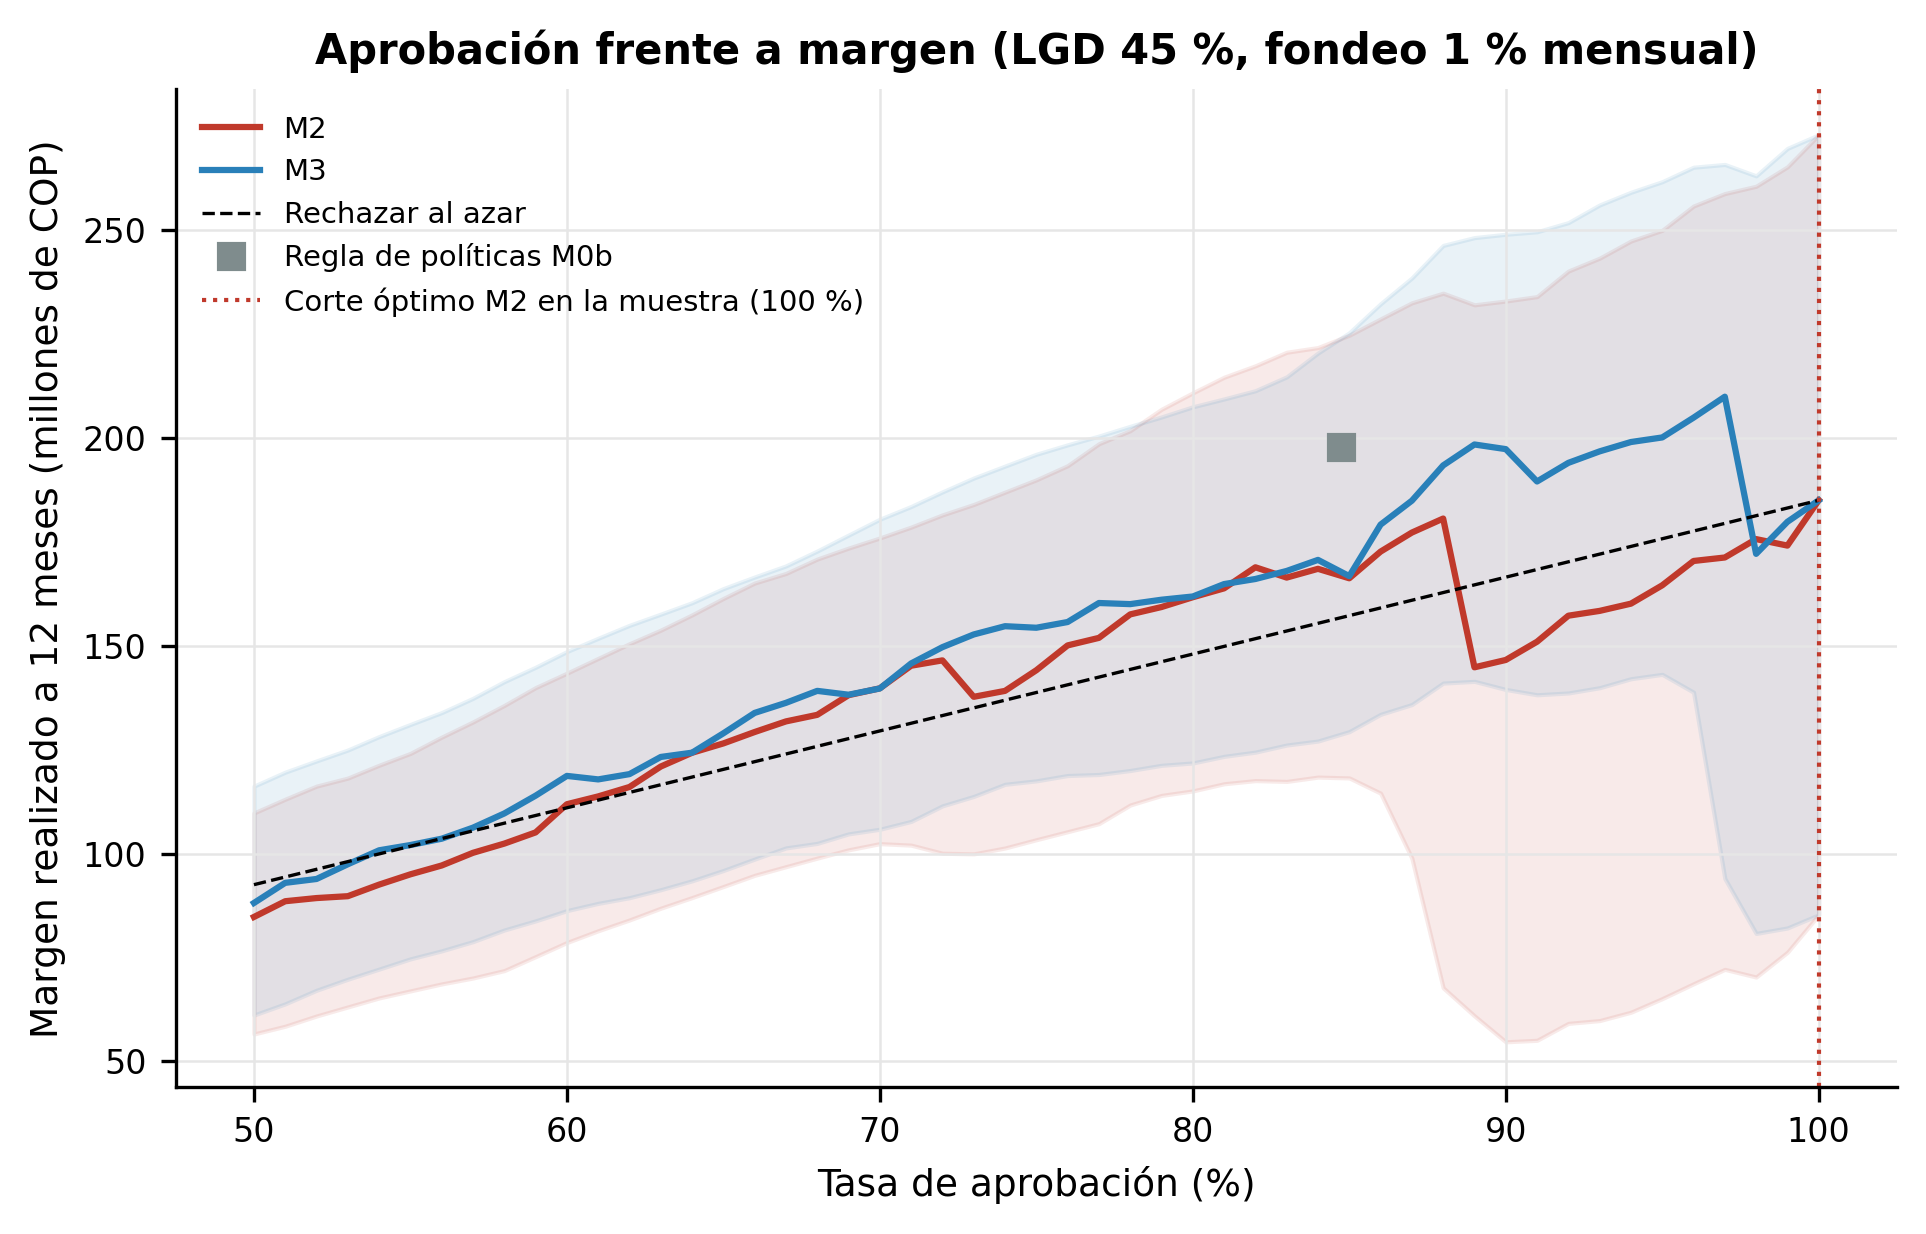 Aprobación frente a margen (LGD 45 %, fondeo 1 % mensual)
M2
M3
Rechazar al azar
Regla de políticas M0b
Corte óptimo M2 en la muestra (100 %)
Margen realizado a 12 meses (millones de COP)
250
200
150
100
50
50 60 70 80 90 100
Tasa de aprobación (%)